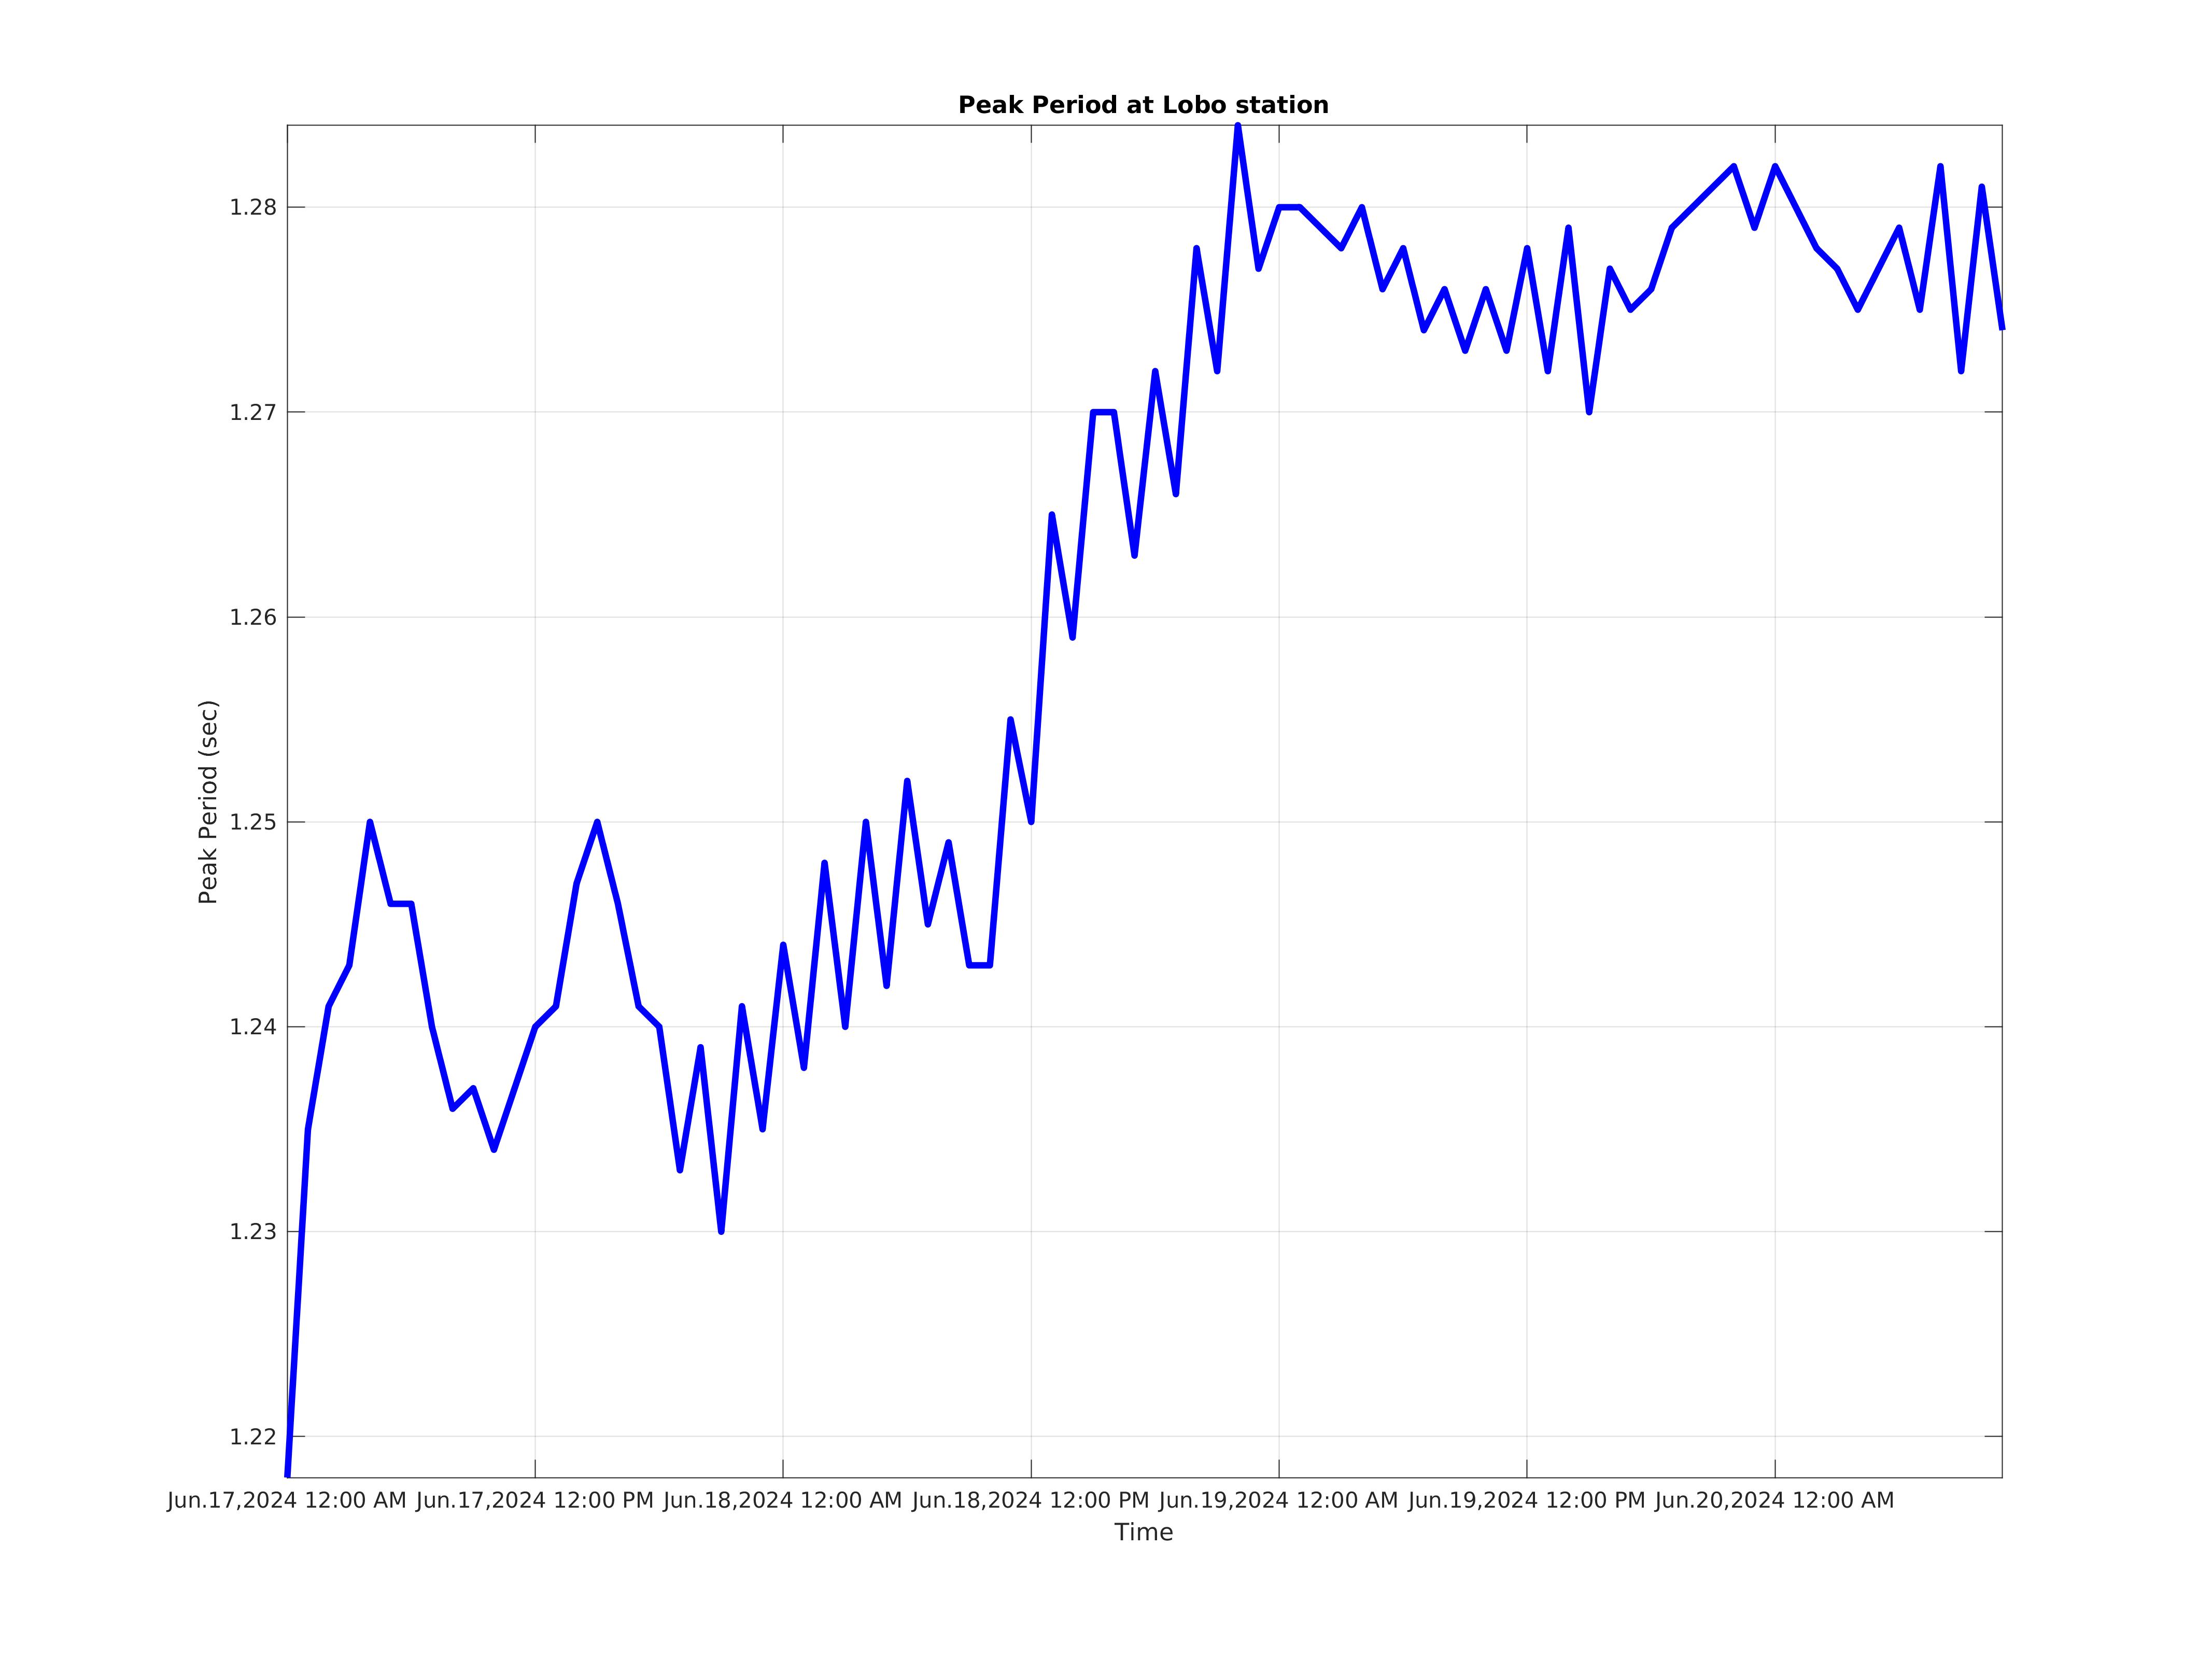 Peak Period at Lobo station
1.28
1.27
1.26
1.25
1.24
1.23
1.22
Peak Period (sec)
Jun.17,2024 12:00 AM Jun.17,2024 12:00 PM Jun.18,2024 12:00 AM Jun.18,2024 12:00 PM Jun.19,2024 12:00 AM Jun.19,2024 12:00 PM Jun.20,2024 12:00 AM
Time